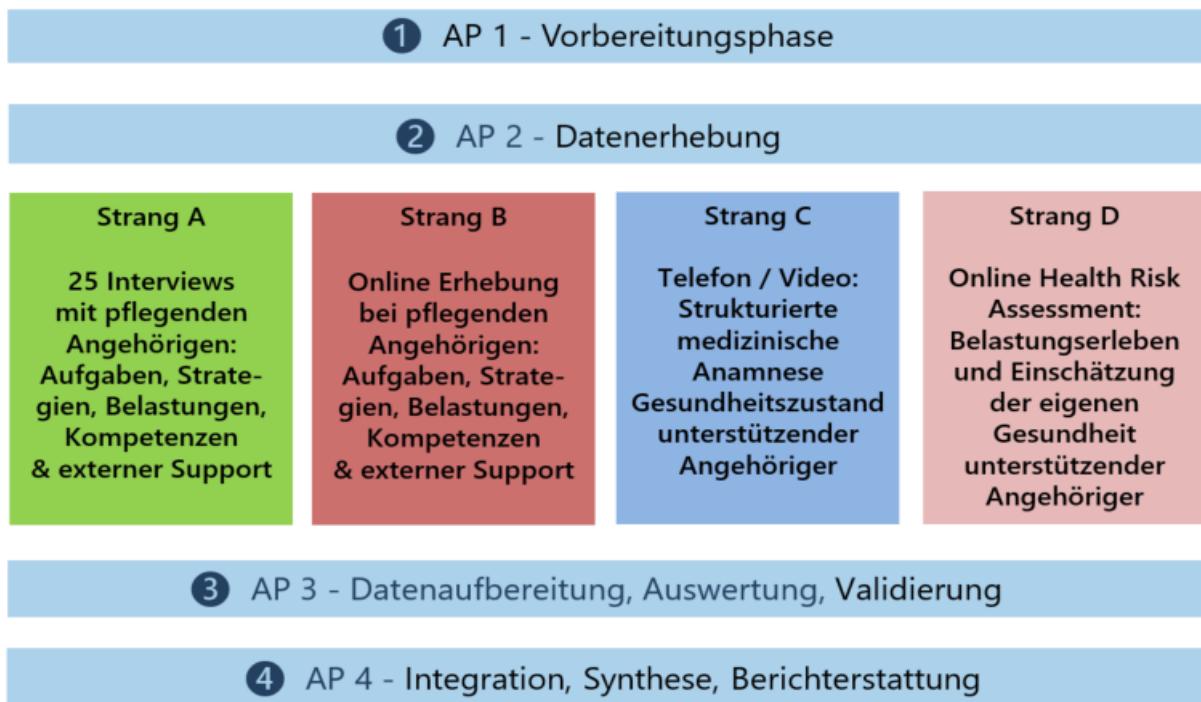 1 AP 1 - Vorbereitungsphase
2 AP 2 - Datenerhebung
Strang A
25 Interviews
mit pflegenden
Angehörigen:
Aufgaben, Strate-
gien, Belastungen,
Kompetenzen
& externer Support
Strang B
Online Erhebung
bei pflegenden
Angehörigen:
Aufgaben, Strate-
gien, Belastungen,
Kompetenzen
& externer Support
Strang C
Telefon / Video:
Strukturierte
medizinische
Anamnese
Gesundheitszustand
unterstützender
Angehöriger
Strang D
Online Health Risk
Assessment:
Belastungserleben
und Einschätzung
der eigenen
Gesundheit
unterstützender
Angehöriger
3 AP 3 - Datenaufbereitung, Auswertung, Validierung
4 AP 4 - Integration, Synthese, Berichterstattung